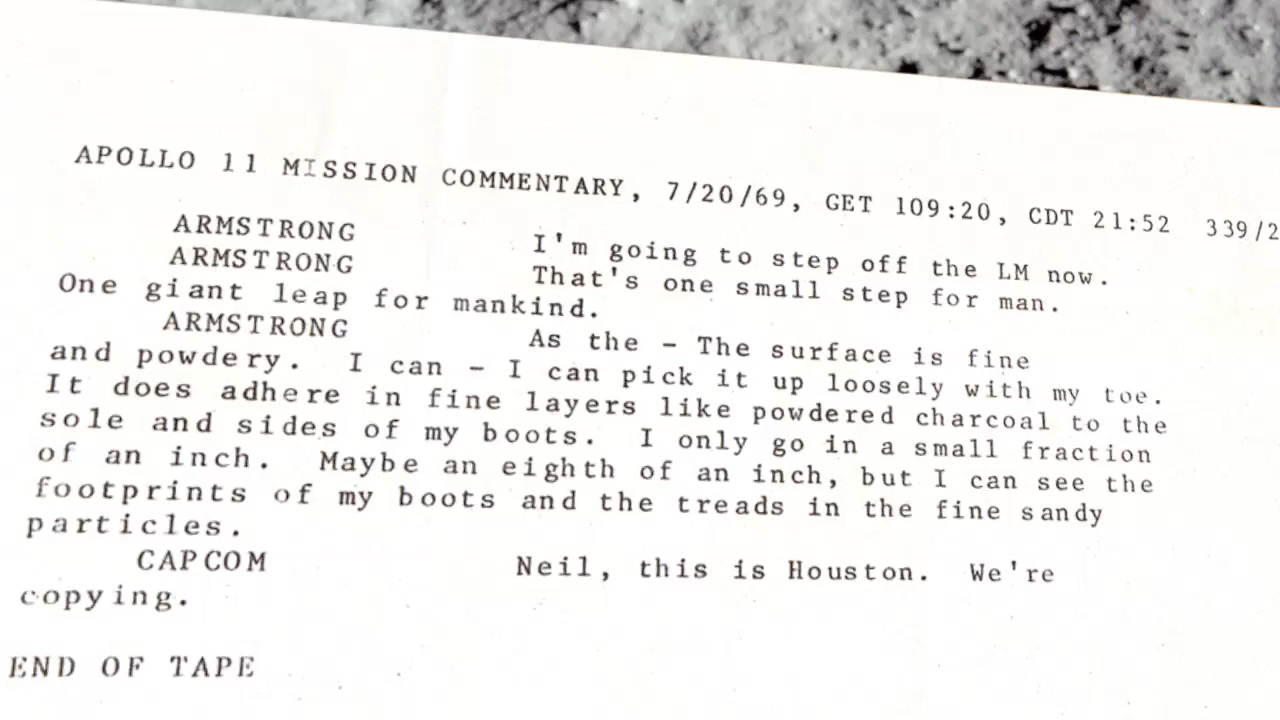 APOLLO 11 MISSION COMMENTARY, 7/20/69, GET 109:20, CDT 21:52 339/2
ARMSTRONG I'm going to step off the LM now.
ARMSTRONG That's one small step for man.
One giant leap for mankind.
ARMSTRONG As the - The surface is fine
and powdery. I can - I can pick it up loosely with my toe.
It does adhere in fine layers like powdered charcoal to the
sole and sides of my boots. I only go in a small fraction
of an inch. Maybe an eighth of an inch, but I can see the
footprints of my boots and the treads in the fine sandy
particles.
CAPCOM Neil, this is Houston. We're
copying.
END OF TAPE